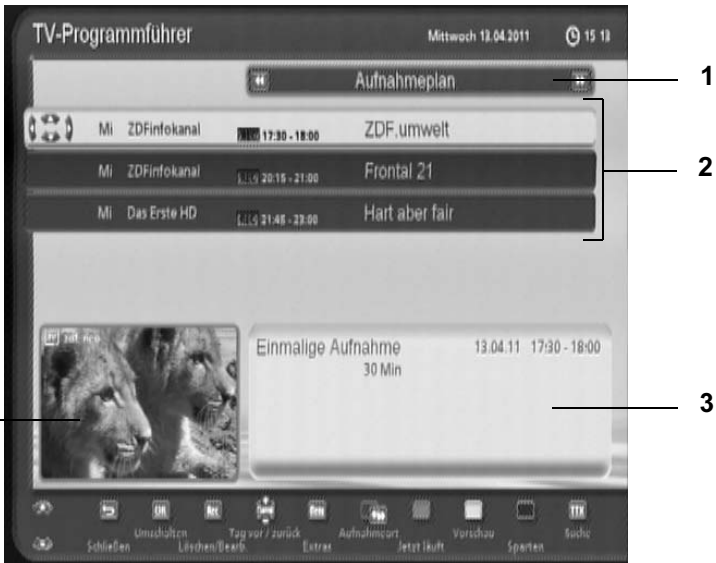 TV-Programmführer Mittwoch 13.04.2011 15 13
Aufnahmeplan 1
Mi ZDFinfokanal 17:30 - 18:00 ZDF.umwelt
2
Mi ZDFinfokanal 20:15 - 21:00 Frontal 21
Mi Das Erste HD 21:45 - 23:00 Hart aber fair
Einmalige Aufnahme 13.04.11 17:30 - 18:00
30 Min
3
Umschalten Tag vor / zurück Aufnahmeart Vorschau Suche
Schließen Löschen/Bearb. Extras Jetzt läuft Sparten